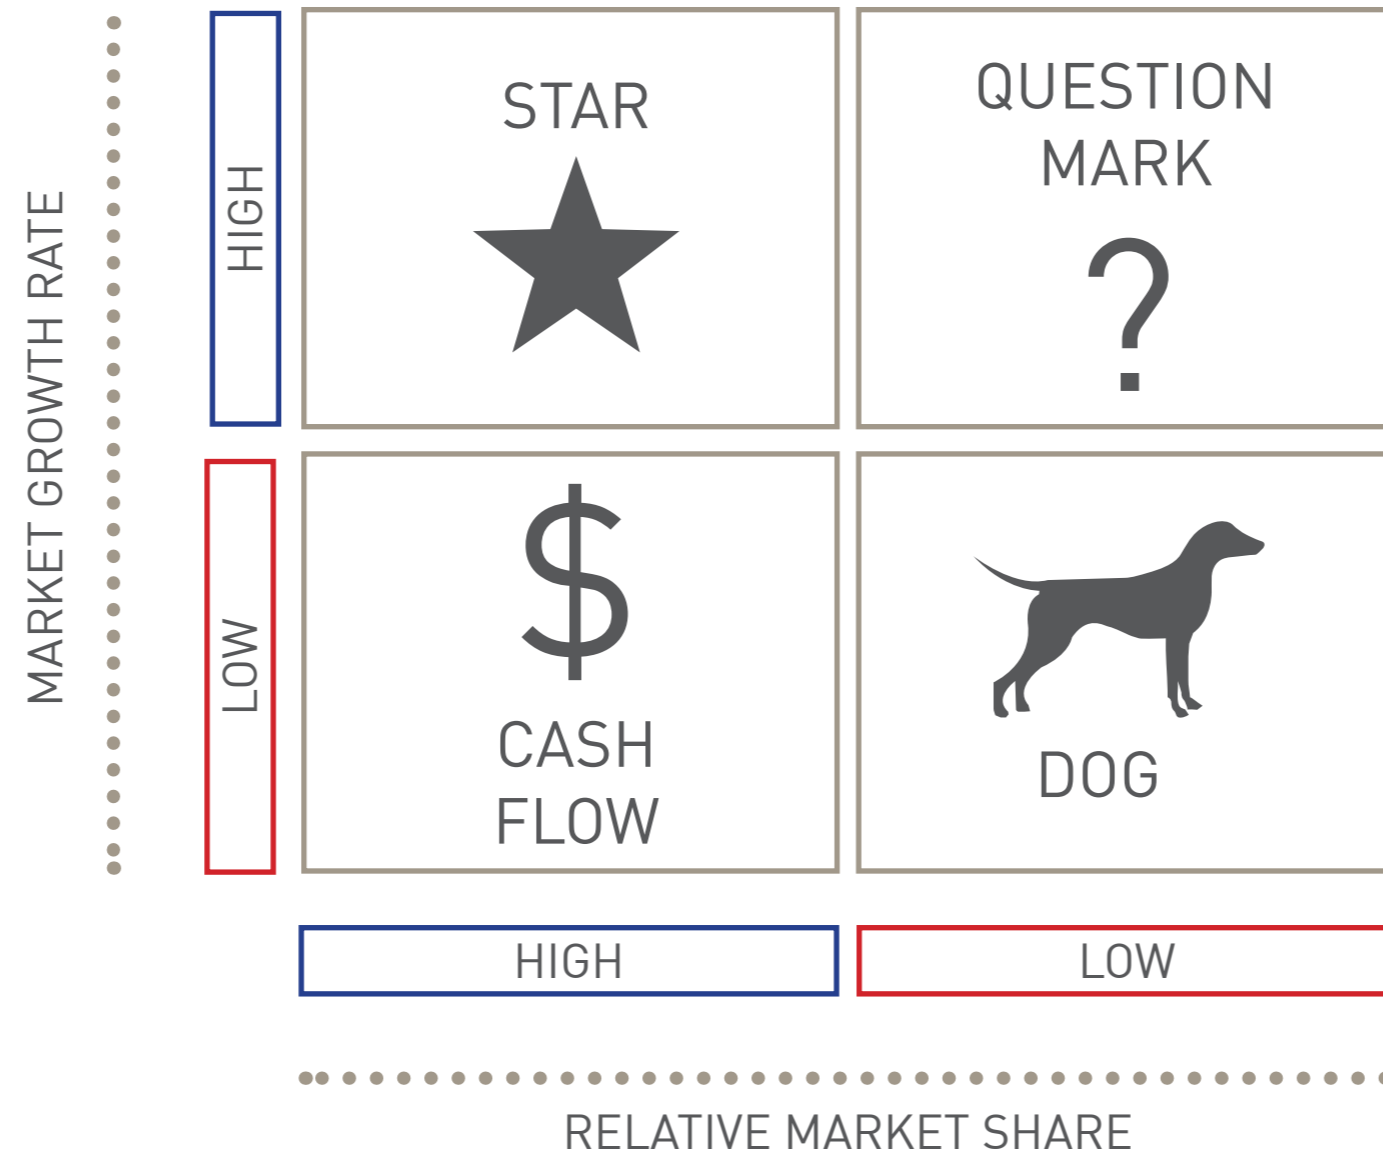 MARKET GROWTH RATE
HIGH
STAR
QUESTION
MARK
?
LOW
$
CASH
FLOW
DOG
HIGH
LOW
RELATIVE MARKET SHARE